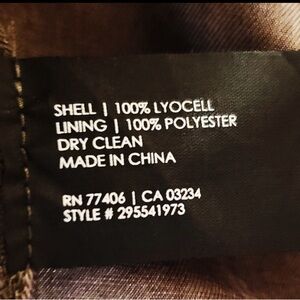 SHELL | 100% LYOCELL
LINING | 100% POLYESTER
DRY CLEAN
MADE IN CHINA
RN 77406 | CA 03234
STYLE # 295541973